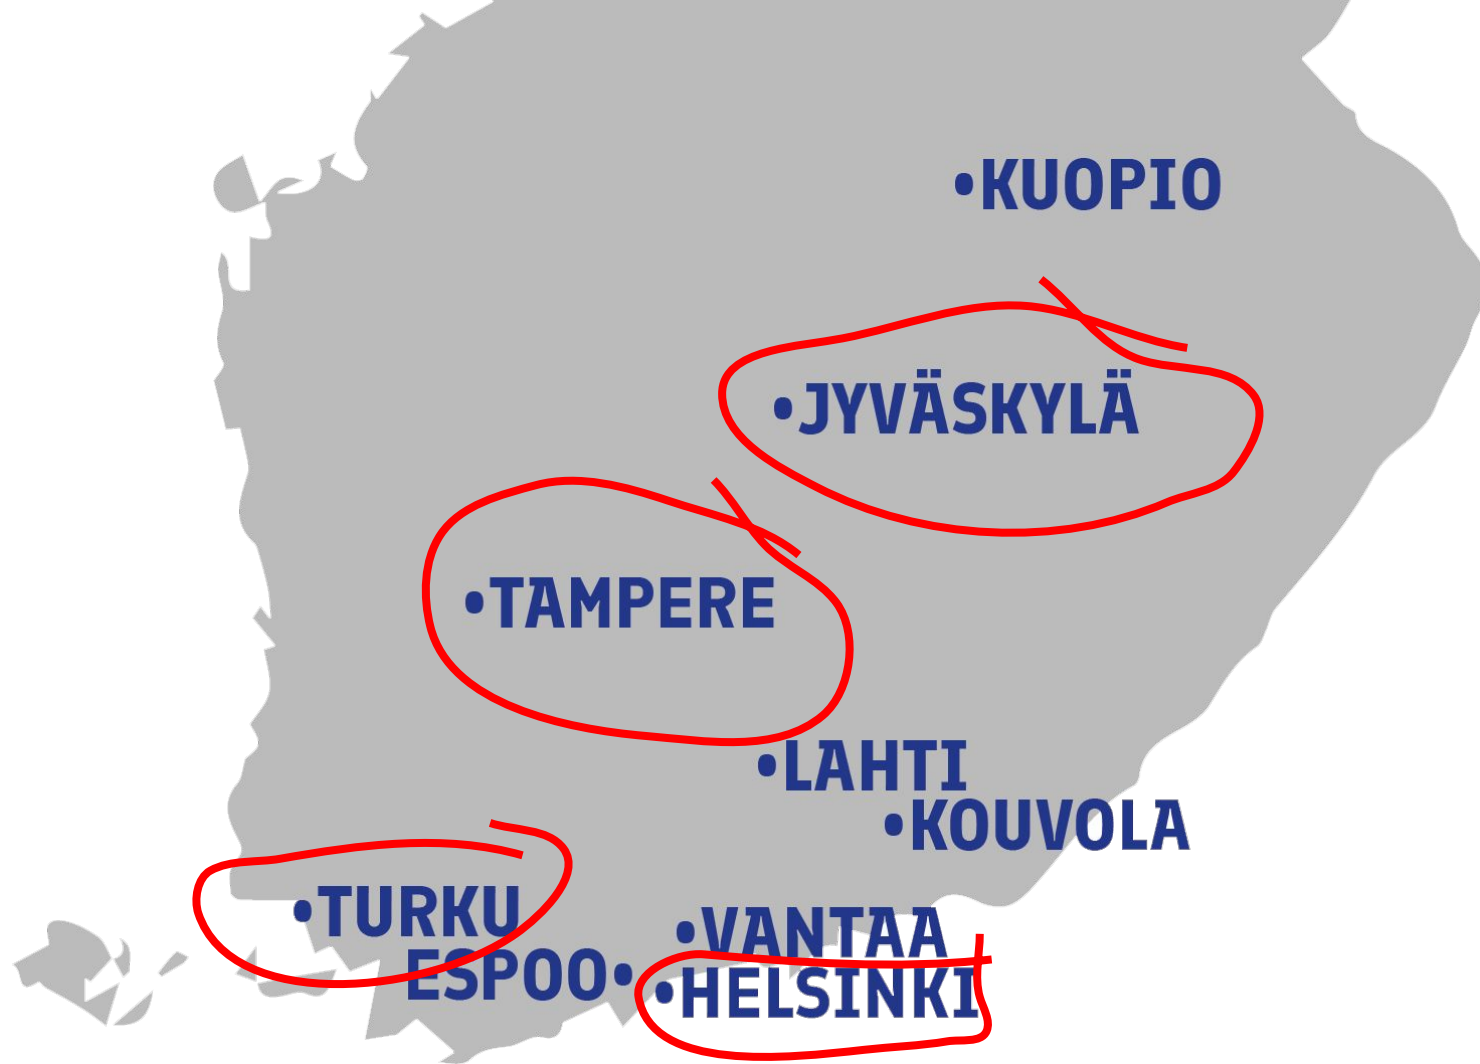 •KUOPIO
•JYVÄSKYLÄ
•TAMPERE
•LAHTI
•KOUVOLA
•TURKU
•VANTAA
ESPOO•
•HELSINKI